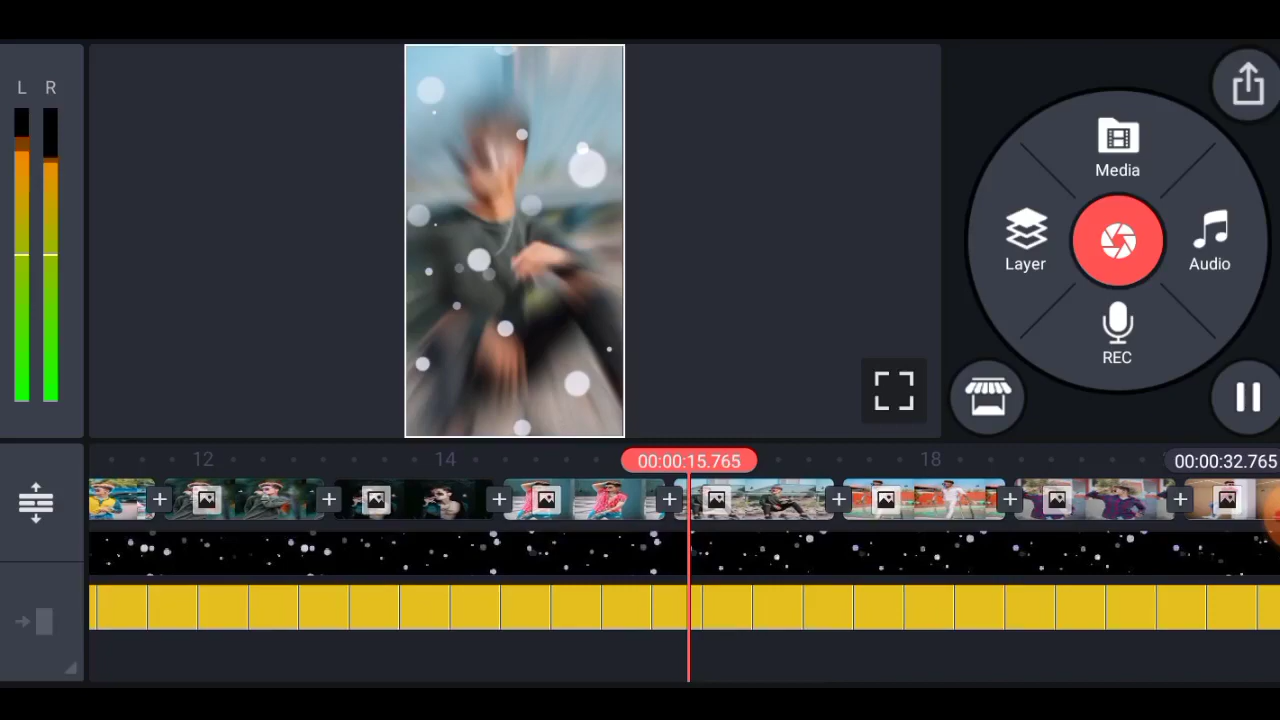 L R
Media
Layer
Audio
REC
12
14
00:00:15.765
18
00:00:32.765